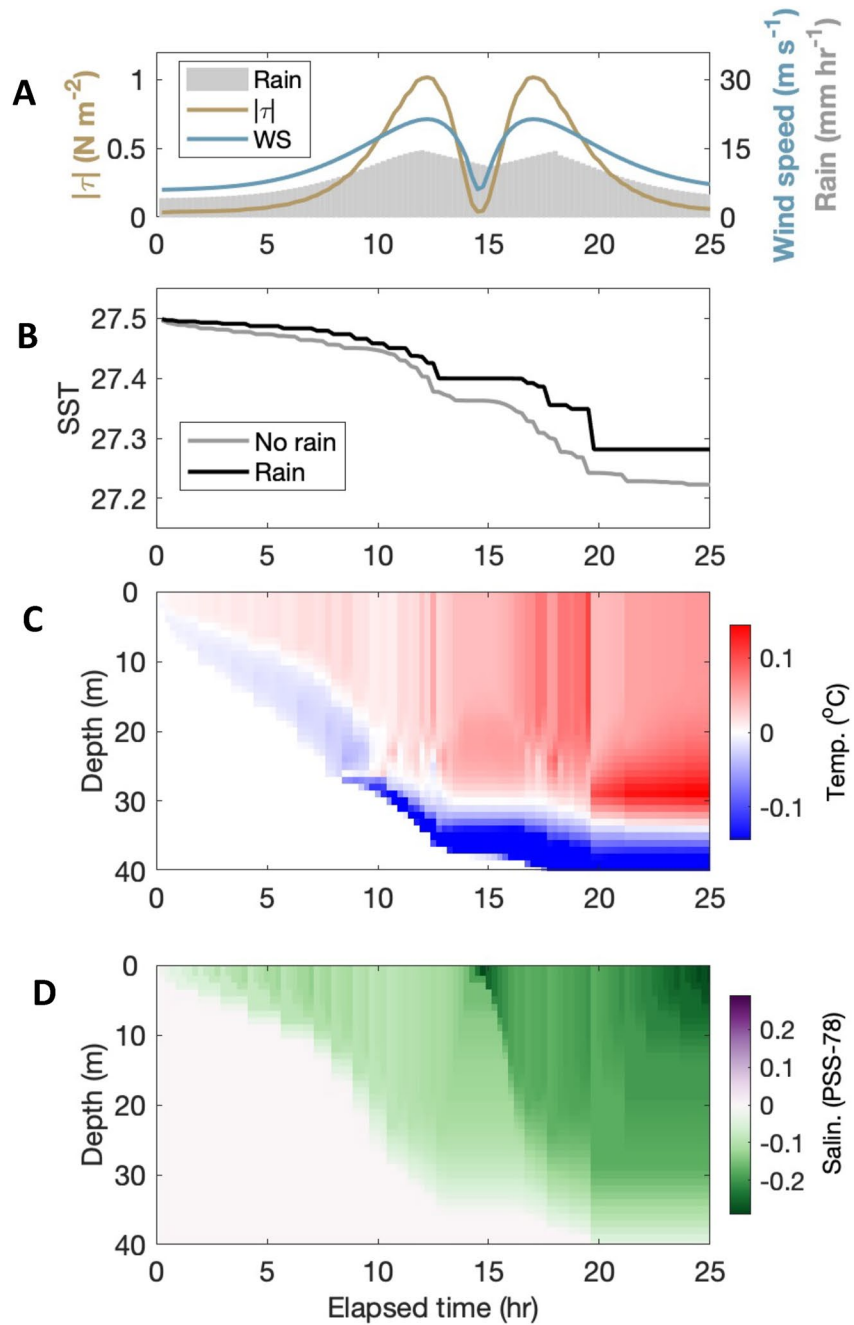 A
|τ| (N m⁻²)
1
0.5
0
Rain
|τ|
WS
30
15
0
Wind speed (m s⁻¹)
Rain (mm hr⁻¹)
0 5 10 15 20 25
B
SST
27.5
27.4
27.3
27.2
No rain
Rain
0 5 10 15 20 25
C
Depth (m)
0
10
20
30
40
0.1
0
-0.1
Temp. (°C)
0 5 10 15 20 25
D
Depth (m)
0
10
20
30
40
0.2
0.1
0
-0.1
-0.2
Salin. (PSS-78)
0 5 10 15 20 25
Elapsed time (hr)